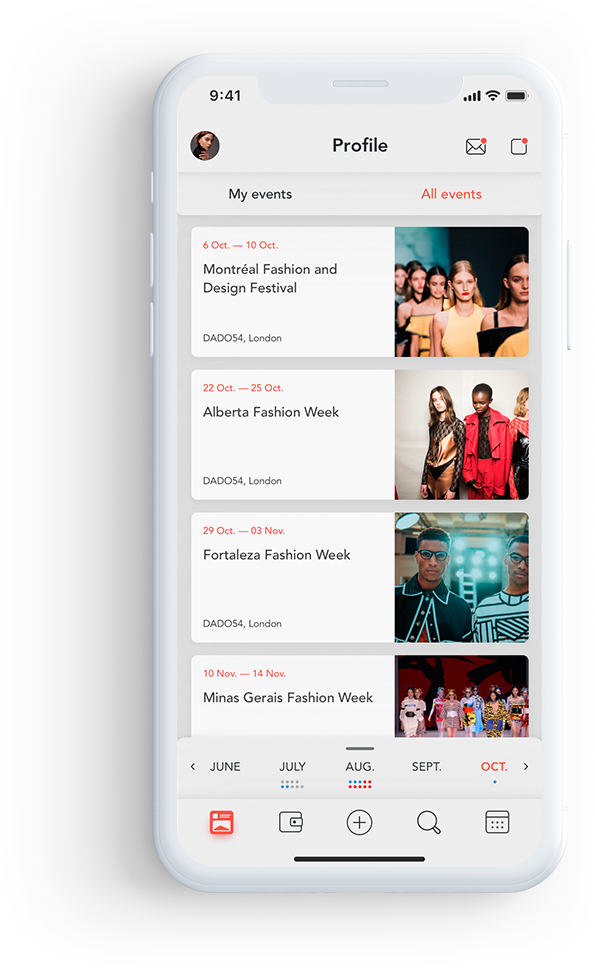 9:41
Profile
My events
All events
6 Oct. — 10 Oct.
Montréal Fashion and
Design Festival
DADO54, London
22 Oct. — 25 Oct.
Alberta Fashion Week
DADO54, London
29 Oct. — 03 Nov.
Fortaleza Fashion Week
DADO54, London
10 Nov. — 14 Nov.
Minas Gerais Fashion Week
JUNE JULY AUG. SEPT. OCT.